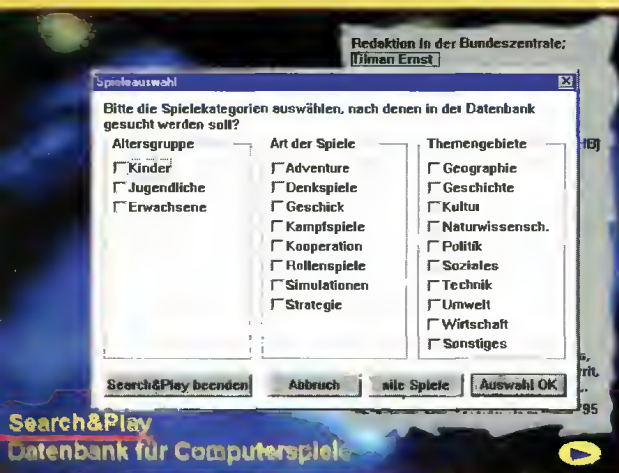 Redaktion in der Bundeszentrale:
Tilman Ernst
Spieleauswahl
Bitte die Spielekategorien auswählen, nach denen in der Datenbank
gesucht werden soll?
Altersgruppe
Kinder
Jugendliche
Erwachsene
Art der Spiele
Adventure
Denkspiele
Geschick
Kampfspiele
Kooperation
Rollenspiele
Simulationen
Strategie
Themengebiete
Geographie
Geschichte
Kultur
Naturwissensch.
Politik
Soziales
Technik
Umwelt
Wirtschaft
Sonstiges
Search&Play beenden
Abbruch
alle Spiele
Auswahl OK
95
Search&Play
Datenbank für Computerspiele